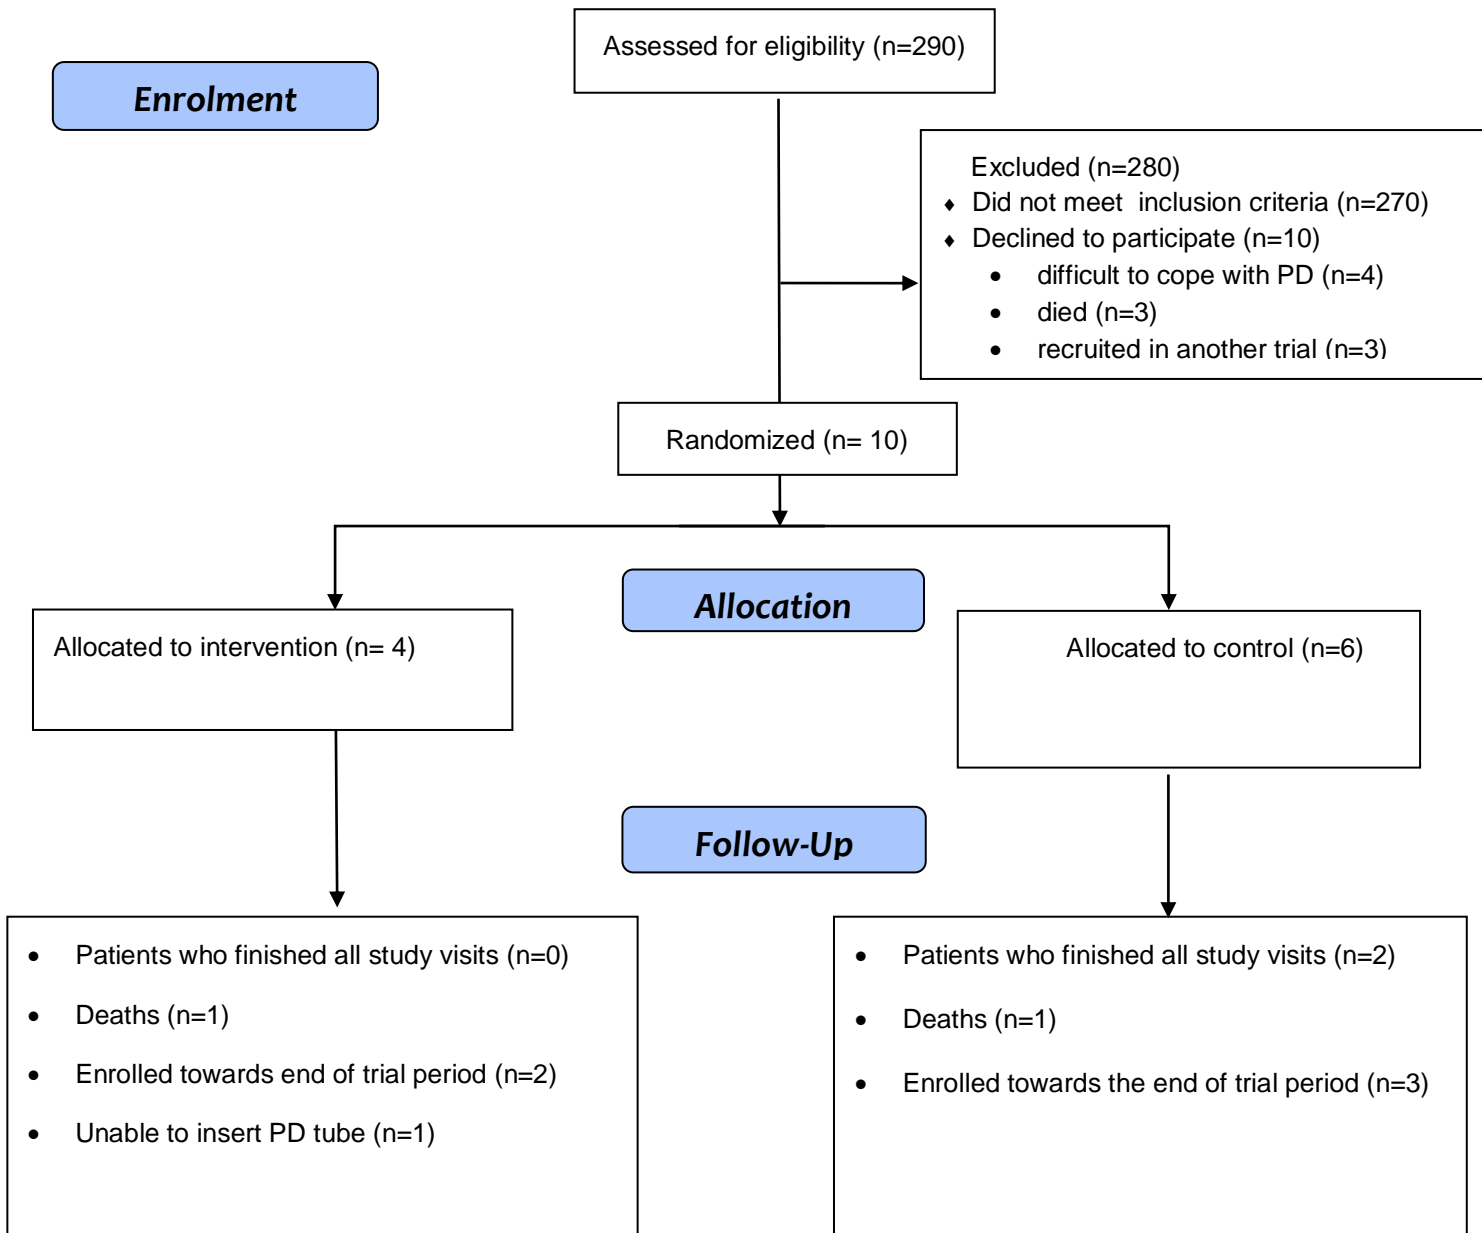 Assessed for eligibility (n=290)
Enrolment
Excluded (n=280)
♦ Did not meet  inclusion criteria (n=270)
♦ Declined to participate (n=10)
• difficult to cope with PD (n=4)
• died (n=3)
• recruited in another trial (n=3)
Randomized (n= 10)
Allocation
Allocated to intervention (n= 4)
Allocated to control (n=6)
Follow-Up
• Patients who finished all study visits (n=0)
• Deaths (n=1)
• Enrolled towards end of trial period (n=2)
• Unable to insert PD tube (n=1)
• Patients who finished all study visits (n=2)
• Deaths (n=1)
• Enrolled towards the end of trial period (n=3)